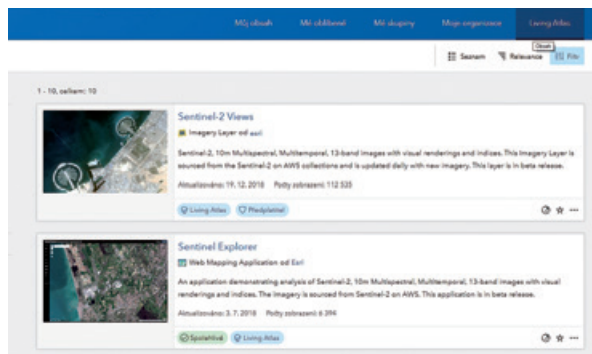 Můj obsah Mé oblíbené Mé skupiny Moje organizace Living Atlas
Obsah
Seznam Relevance Filtr
1 - 10, celkem: 10
Sentinel-2 Views
Imagery Layer od esri
Sentinel-2, 10m Multispectral, Multitemporal, 13-band images with visual renderings and indices. This Imagery Layer is
sourced from the Sentinel-2 on AWS collections and is updated daily with new imagery. This layer is in beta release.
Aktualizováno: 19. 12. 2018 Počty zobrazení: 112 535
Living Atlas Předplatitel
Sentinel Explorer
Web Mapping Application od Esri
An application demonstrating analysis of Sentinel-2, 10m Multispectral, Multitemporal, 13-band images with visual
renderings and indices. The imagery is sourced from Sentinel-2 on AWS. This application is in beta release.
Aktualizováno: 3. 7. 2018 Počty zobrazení: 6 394
Spolehlivá Living Atlas